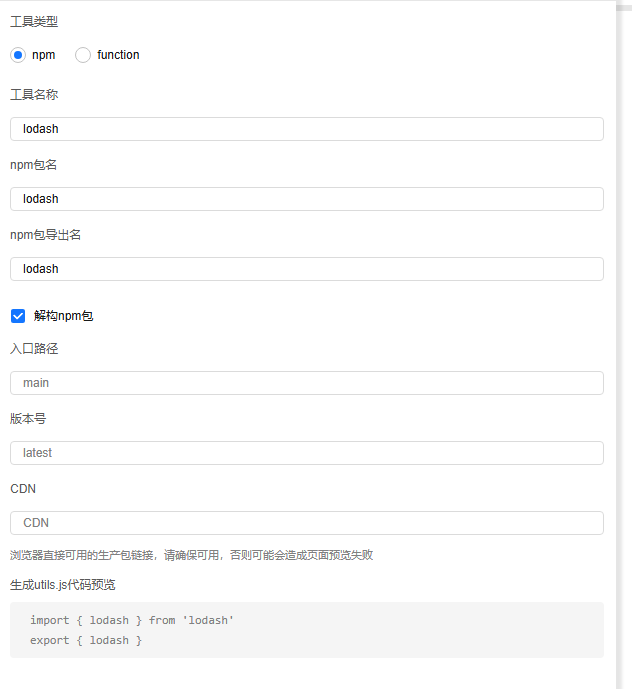 工具类型
npm function
工具名称
lodash
npm包名
lodash
npm包导出名
lodash
解构npm包
入口路径
main
版本号
latest
CDN
CDN
浏览器直接可用的生产包链接，请确保可用，否则可能会造成页面预览失败
生成utils.js代码预览
import { lodash } from 'lodash'
export { lodash }